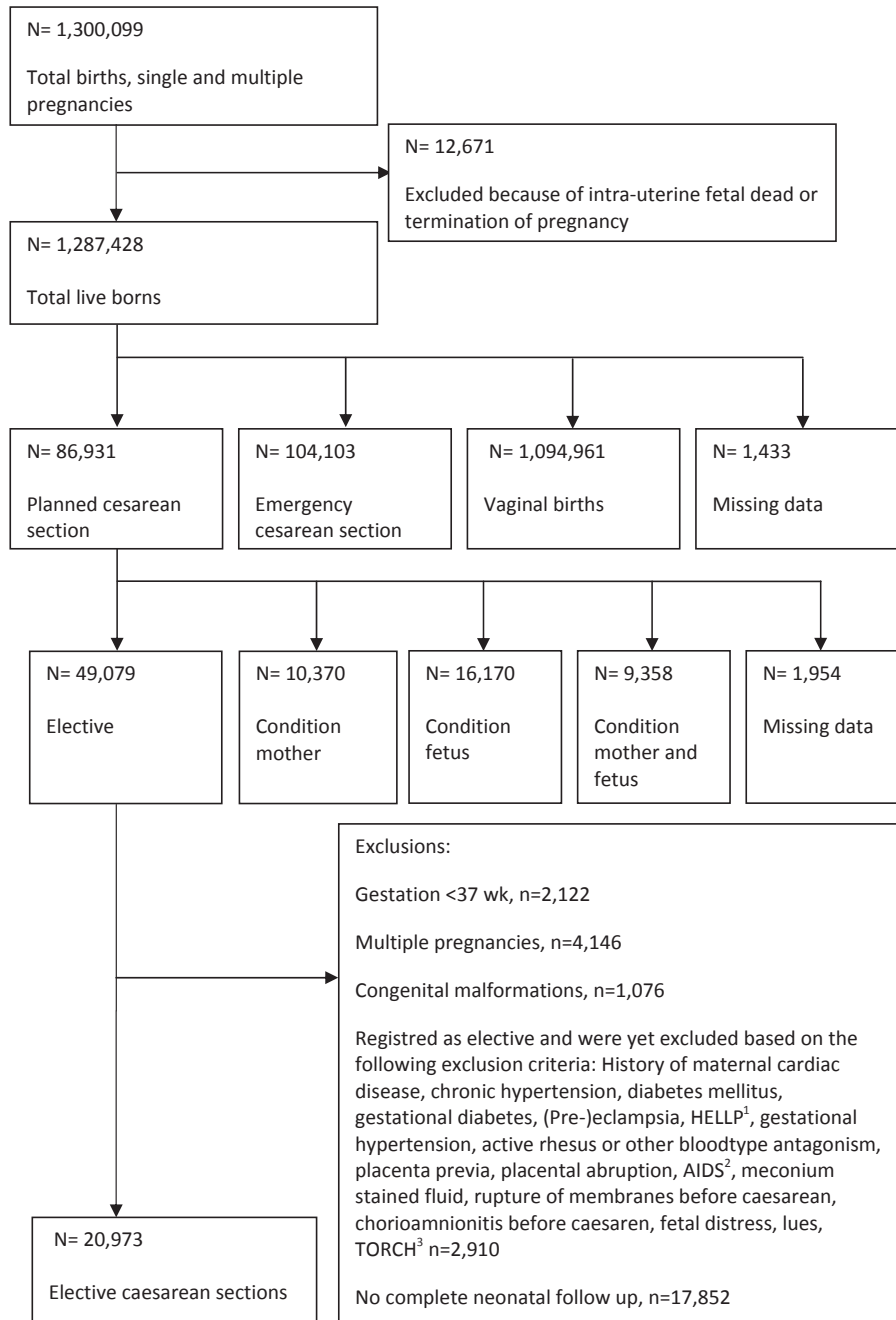 N= 1,300,099
Total births, single and multiple
pregnancies
N= 12,671
Excluded because of intra-uterine fetal dead or
termination of pregnancy
N= 1,287,428
Total live borns
N= 86,931
Planned cesarean
section
N= 104,103
Emergency
cesarean section
N= 1,094,961
Vaginal births
N= 1,433
Missing data
N= 49,079
Elective
N= 10,370
Condition
mother
N= 16,170
Condition
fetus
N= 9,358
Condition
mother and
fetus
N= 1,954
Missing data
Exclusions:
Gestation <37 wk, n=2,122
Multiple pregnancies, n=4,146
Congenital malformations, n=1,076
Registred as elective and were yet excluded based on the
following exclusion criteria: History of maternal cardiac
disease, chronic hypertension, diabetes mellitus,
gestational diabetes, (Pre-)eclampsia, HELLP¹, gestational
hypertension, active rhesus or other bloodtype antagonism,
placenta previa, placental abruption, AIDS², meconium
stained fluid, rupture of membranes before caesarean,
chorioamnionitis before caesaren, fetal distress, lues,
TORCH³ n=2,910
No complete neonatal follow up, n=17,852
N= 20,973
Elective caesarean sections